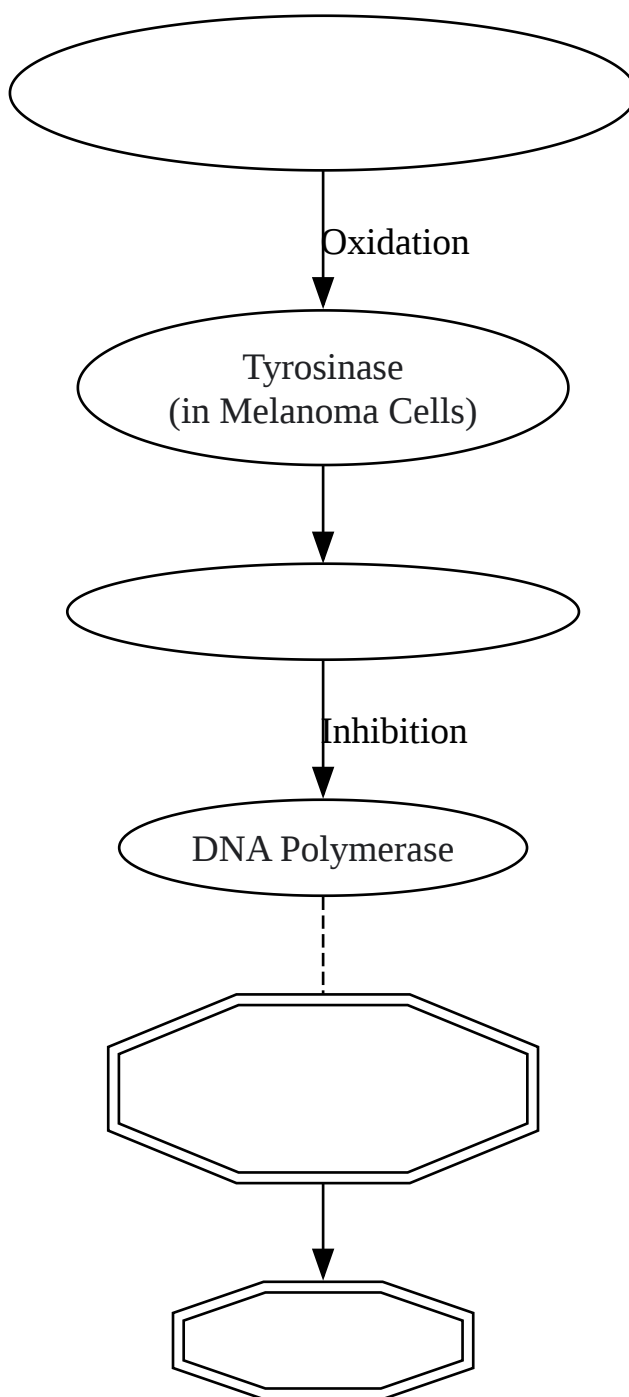 Oxidation
Tyrosinase
(in Melanoma Cells)
Inhibition
DNA Polymerase